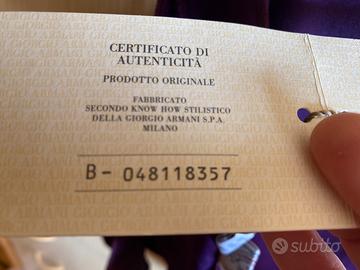 CERTIFICATO DI
AUTENTICITÀ
PRODOTTO ORIGINALE
FABBRICATO
SECONDO KNOW HOW STILISTICO
DELLA GIORGIO ARMANI S.P.A.
MILANO
B- 048118357
subito